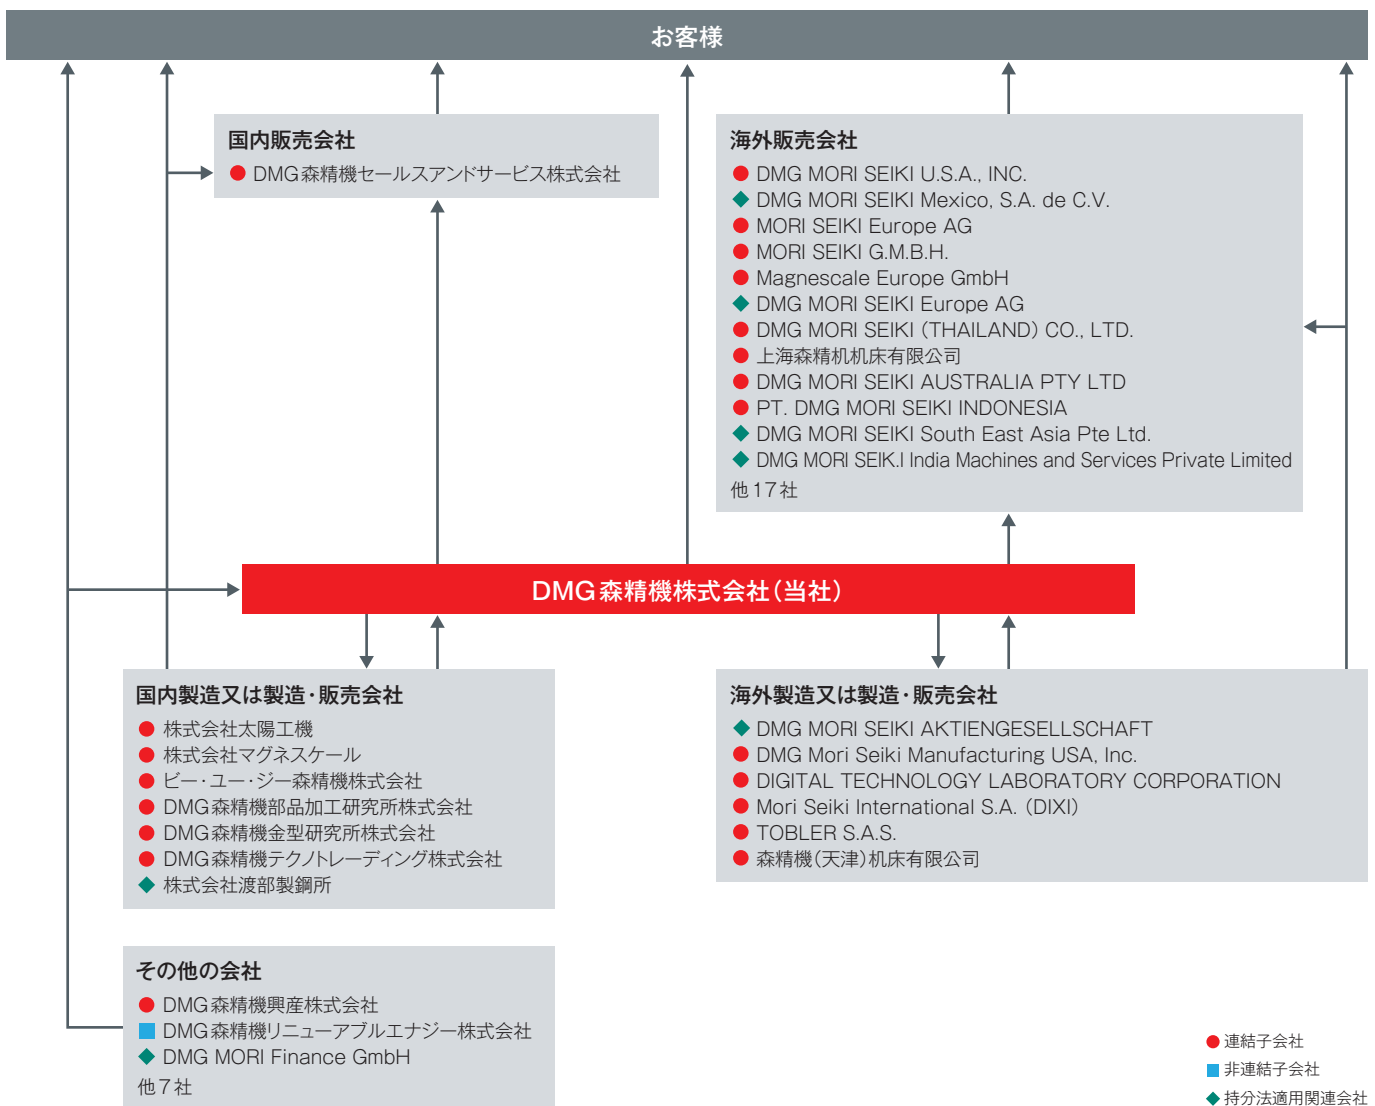 お客様
国内販売会社
DMG森精機セールスアンドサービス株式会社
海外販売会社
DMG MORI SEIKI U.S.A., INC.
DMG MORI SEIKI Mexico, S.A. de C.V.
MORI SEIKI Europe AG
MORI SEIKI G.M.B.H.
Magnescale Europe GmbH
DMG MORI SEIKI Europe AG
DMG MORI SEIKI (THAILAND) CO., LTD.
上海森精机机床有限公司
DMG MORI SEIKI AUSTRALIA PTY LTD
PT. DMG MORI SEIKI INDONESIA
DMG MORI SEIKI South East Asia Pte Ltd.
DMG MORI SEIK.I India Machines and Services Private Limited
他17社
DMG森精機株式会社(当社)
国内製造又は製造・販売会社
株式会社太陽工機
株式会社マグネスケール
ビー・ユー・ジー森精機株式会社
DMG森精機部品加工研究所株式会社
DMG森精機金型研究所株式会社
DMG森精機テクノトレーディング株式会社
株式会社渡部製鋼所
海外製造又は製造・販売会社
DMG MORI SEIKI AKTIENGESELLSCHAFT
DMG Mori Seiki Manufacturing USA, Inc.
DIGITAL TECHNOLOGY LABORATORY CORPORATION
Mori Seiki International S.A. (DIXI)
TOBLER S.A.S.
森精機(天津)机床有限公司
その他の会社
DMG森精機興産株式会社
DMG森精機リニューアブルエナジー株式会社
DMG MORI Finance GmbH
他7社
連結子会社
非連結子会社
持分法適用関連会社